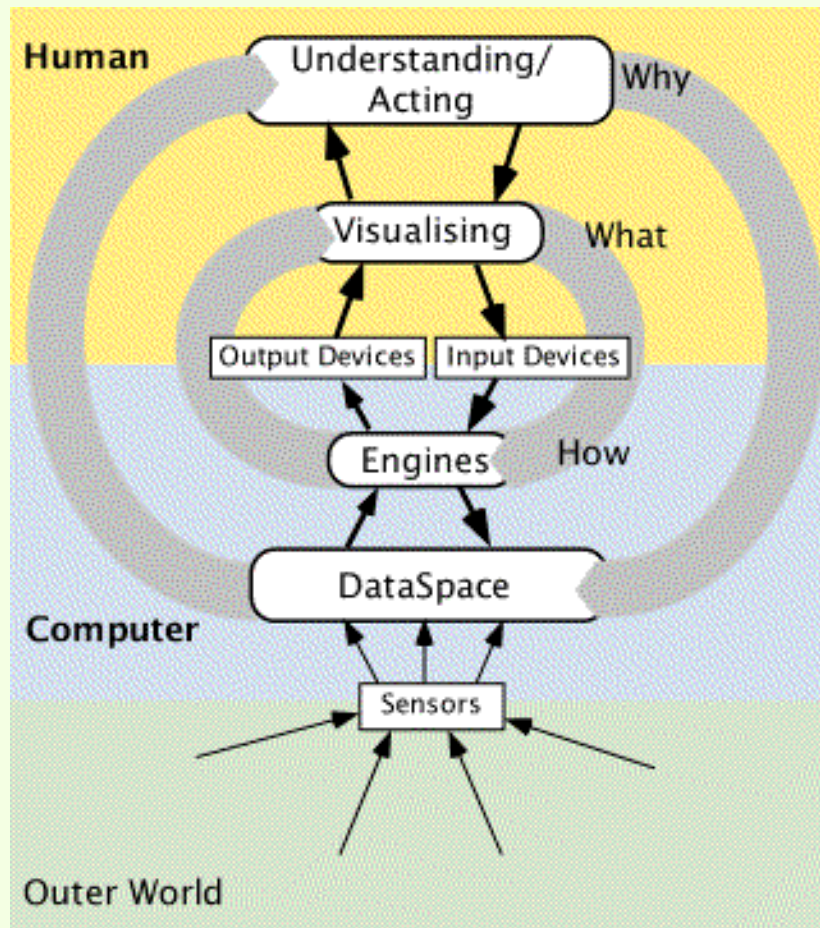 Human
Understanding/
Acting
Why
Visualising
What
Output Devices
Input Devices
Engines
How
DataSpace
Computer
Sensors
Outer World